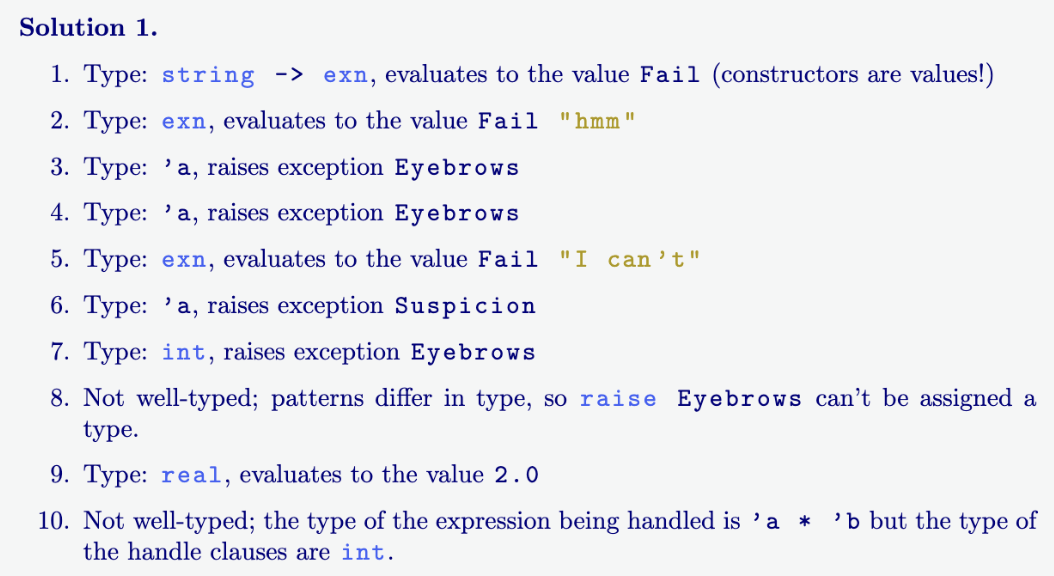 Solution 1.
1. Type: string -> exn, evaluates to the value Fail (constructors are values!)
2. Type: exn, evaluates to the value Fail "hmm"
3. Type: 'a, raises exception Eyebrows
4. Type: 'a, raises exception Eyebrows
5. Type: exn, evaluates to the value Fail "I can't"
6. Type: 'a, raises exception Suspicion
7. Type: int, raises exception Eyebrows
8. Not well-typed; patterns differ in type, so raise Eyebrows can't be assigned a
type.
9. Type: real, evaluates to the value 2.0
10. Not well-typed; the type of the expression being handled is 'a * 'b but the type of
the handle clauses are int.